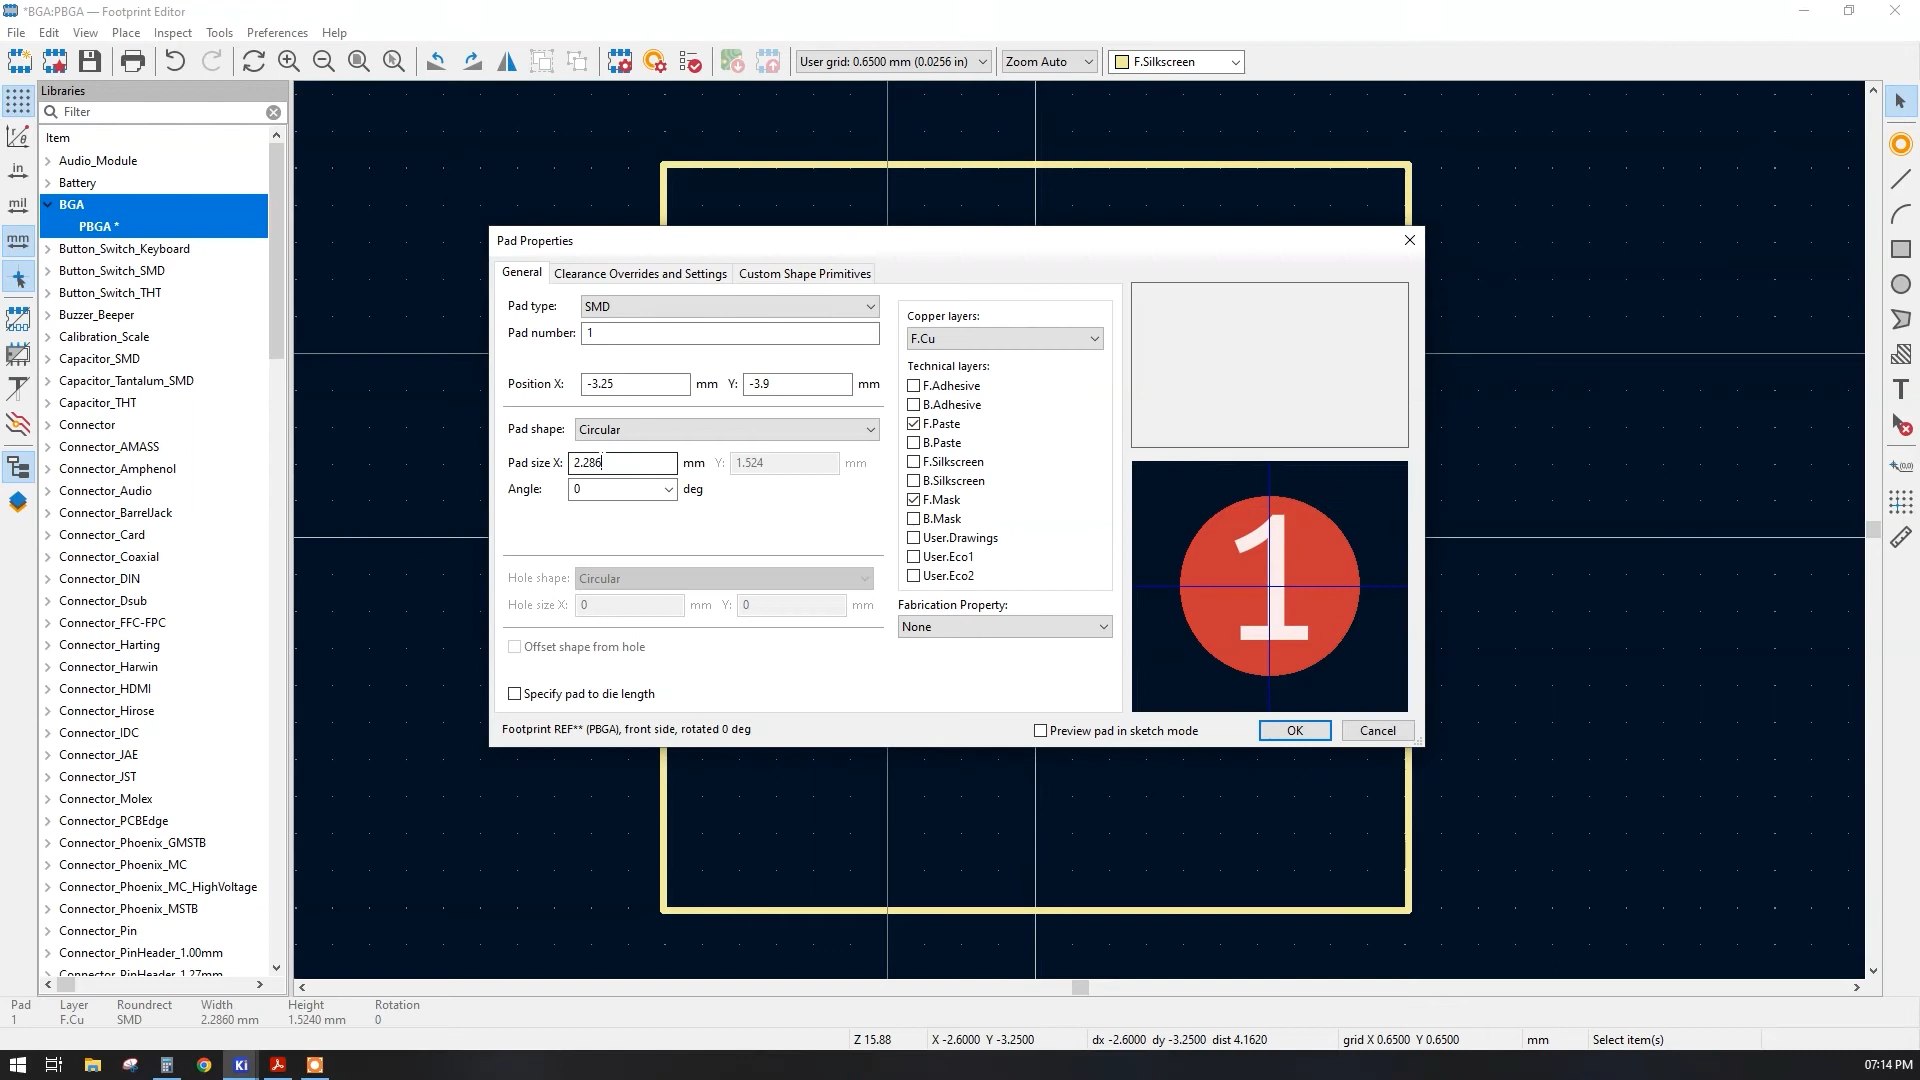 *BGA:PBGA — Footprint Editor
File Edit View Place Inspect Tools Preferences Help
User grid: 0.6500 mm (0.0256 in) Zoom Auto F.Silkscreen
Libraries
Filter
Item
Audio_Module
Battery
BGA
PBGA *
Button_Switch_Keyboard
Button_Switch_SMD
Button_Switch_THT
Buzzer_Beeper
Calibration_Scale
Capacitor_SMD
Capacitor_Tantalum_SMD
Capacitor_THT
Connector
Connector_AMASS
Connector_Amphenol
Connector_Audio
Connector_BarrelJack
Connector_Card
Connector_Coaxial
Connector_DIN
Connector_Dsub
Connector_FFC-FPC
Connector_Harting
Connector_Harwin
Connector_HDMI
Connector_Hirose
Connector_IDC
Connector_JAE
Connector_JST
Connector_Molex
Connector_PCBEdge
Connector_Phoenix_GMSTB
Connector_Phoenix_MC
Connector_Phoenix_MC_HighVoltage
Connector_Phoenix_MSTB
Connector_Pin
Connector_PinHeader_1.00mm
Connector_PinHeader_1.27mm
in
mil
mm
Pad Properties
General Clearance Overrides and Settings Custom Shape Primitives
Pad type: SMD
Pad number: 1
Position X: -3.25 mm Y: -3.9 mm
Pad shape: Circular
Pad size X: 2.286 mm Y: 1.524 mm
Angle: 0 deg
Hole shape: Circular
Hole size X: 0 mm Y: 0 mm
Offset shape from hole
Specify pad to die length
Copper layers:
F.Cu
Technical layers:
F.Adhesive
B.Adhesive
F.Paste
B.Paste
F.Silkscreen
B.Silkscreen
F.Mask
B.Mask
User.Drawings
User.Eco1
User.Eco2
Fabrication Property:
None
1
Footprint REF** (PBGA), front side, rotated 0 deg
Preview pad in sketch mode OK Cancel
(0,0)
Pad Layer Roundrect Width Height Rotation
1 F.Cu SMD 2.2860 mm 1.5240 mm 0
Z 15.88 X -2.6000 Y -3.2500 dx -2.6000 dy -3.2500 dist 4.1620 grid X 0.6500 Y 0.6500 mm Select item(s)
Ki
07:14 PM